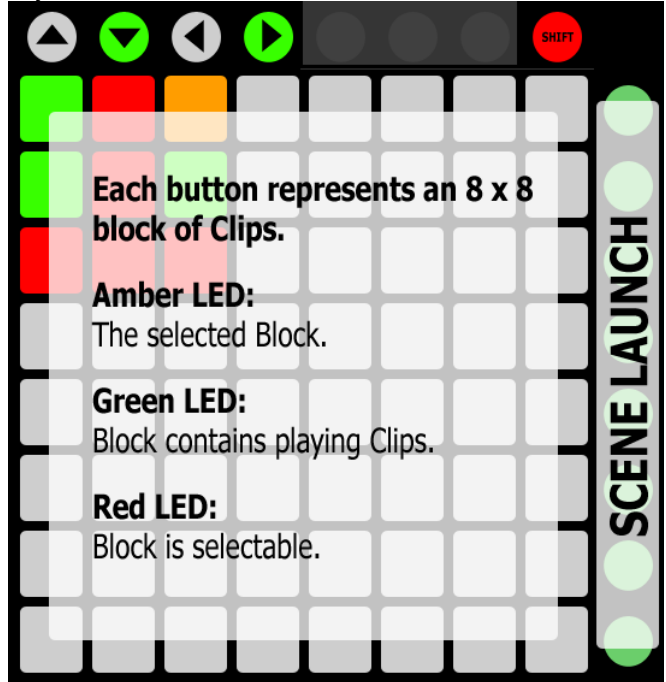 SHIFT
Each button represents an 8 x 8
block of Clips.
Amber LED:
The selected Block.
Green LED:
Block contains playing Clips.
Red LED:
Block is selectable.
SCENE LAUNCH